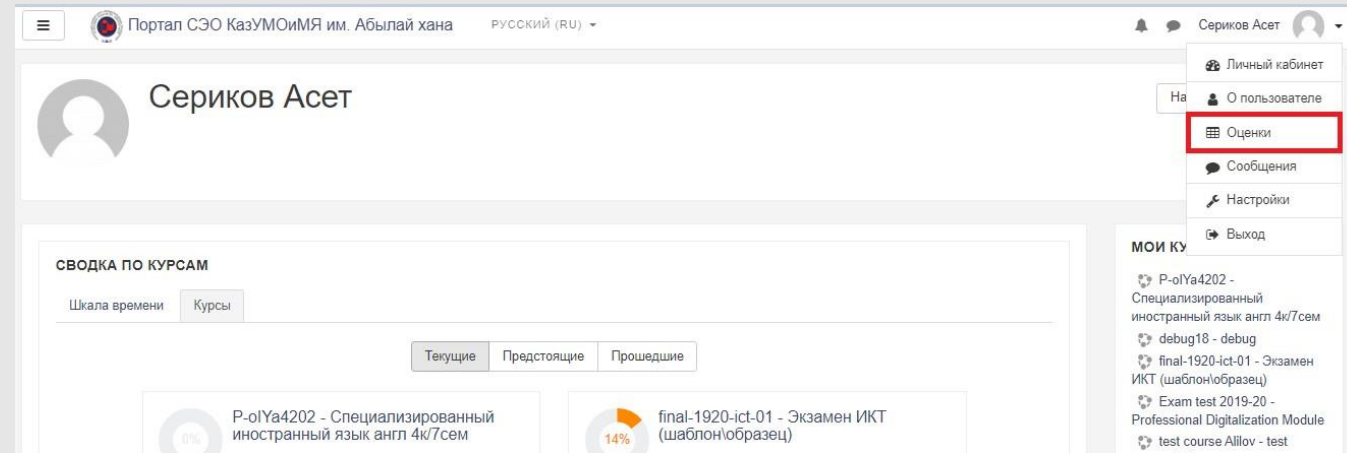 Портал СЭО КазУМОиМЯ им. Абылай хана
РУССКИЙ (RU)
Сериков Асет
Личный кабинет
О пользователе
Оценки
Сообщения
Настройки
Выход
Сериков Асет
На
СВОДКА ПО КУРСАМ
Шкала времени
Курсы
Текущие
Предстоящие
Прошедшие
0%
P-oIYa4202 - Специализированный
иностранный язык англ 4к/7сем
14%
final-1920-ict-01 - Экзамен ИКТ
(шаблон\образец)
МОИ КУ
P-oIYa4202 -
Специализированный
иностранный язык англ 4к/7сем
debug18 - debug
final-1920-ict-01 - Экзамен
ИКТ (шаблон\образец)
Exam test 2019-20 -
Professional Digitalization Module
test course Alilov - test